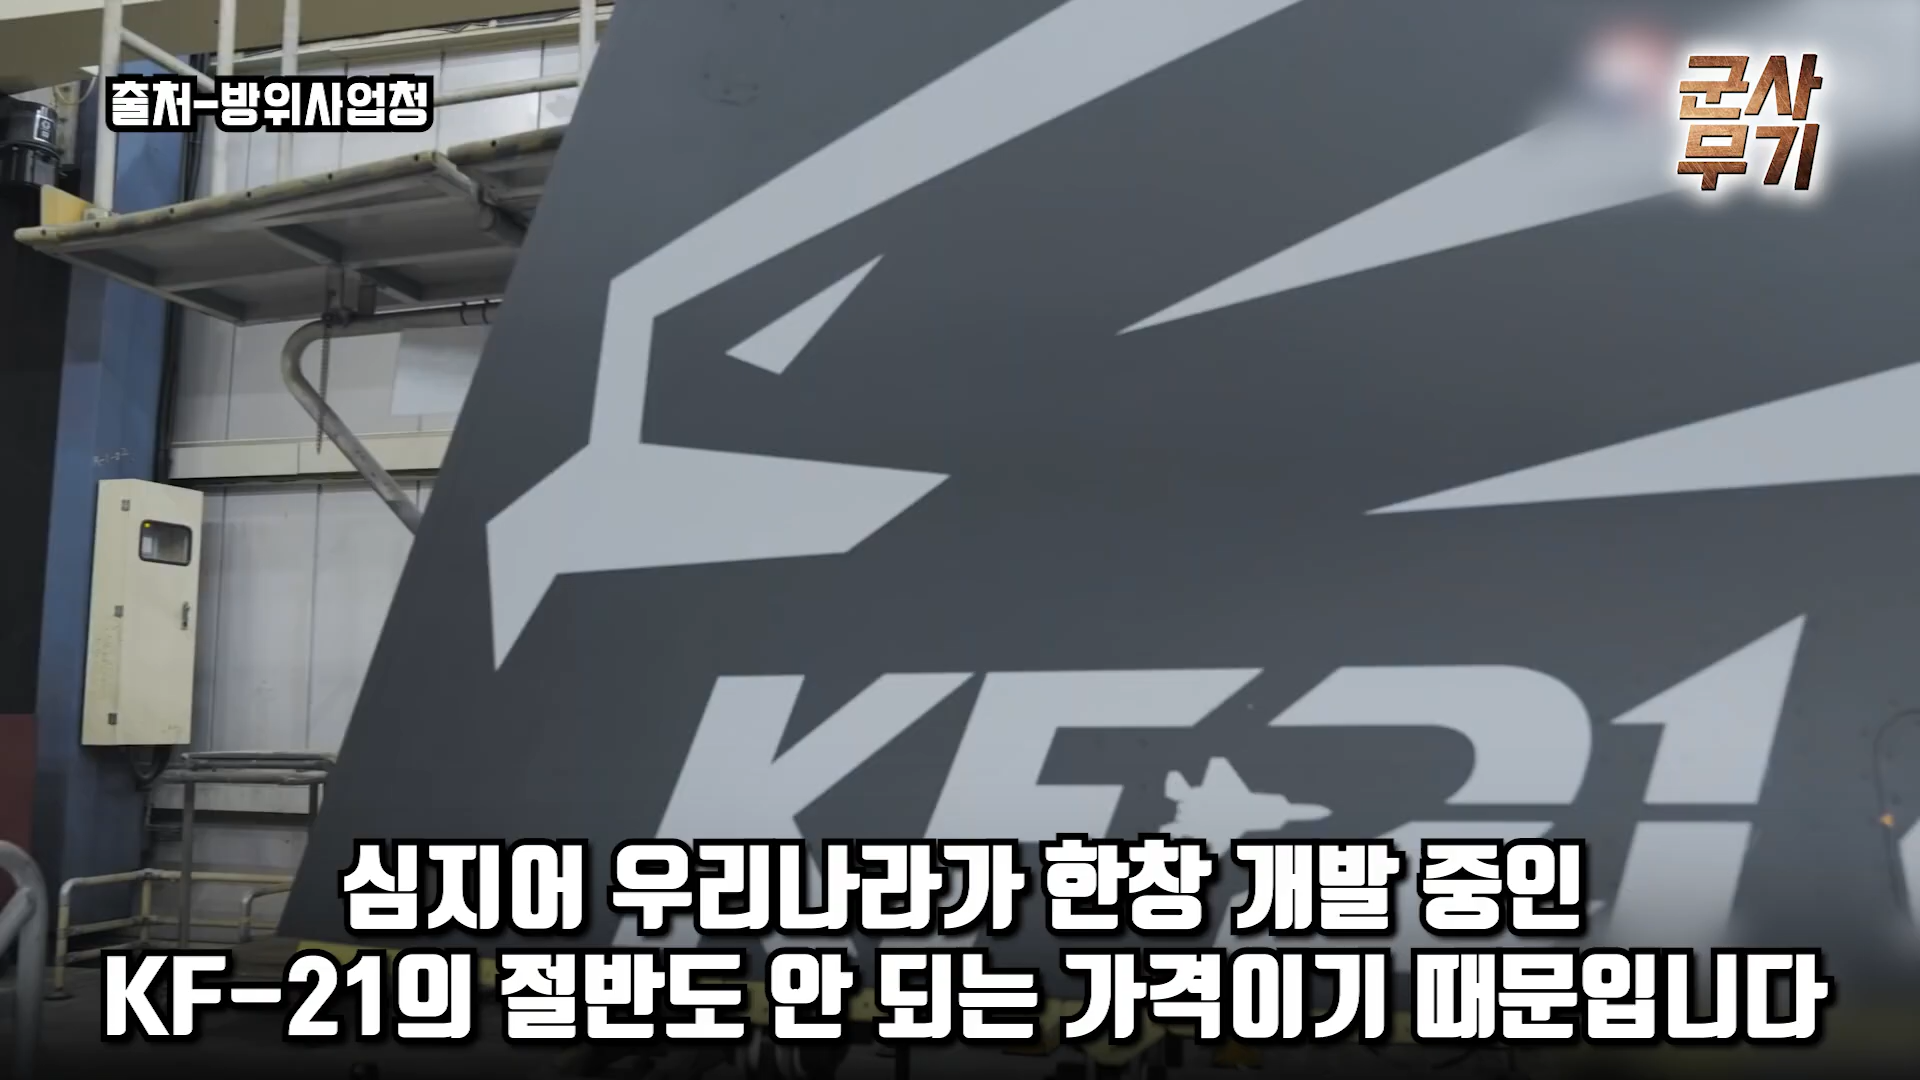 출처-방위사업청
군사
무기
KF-21
심지어 우리나라가 한창 개발 중인
KF-21의 절반도 안 되는 가격이기 때문입니다